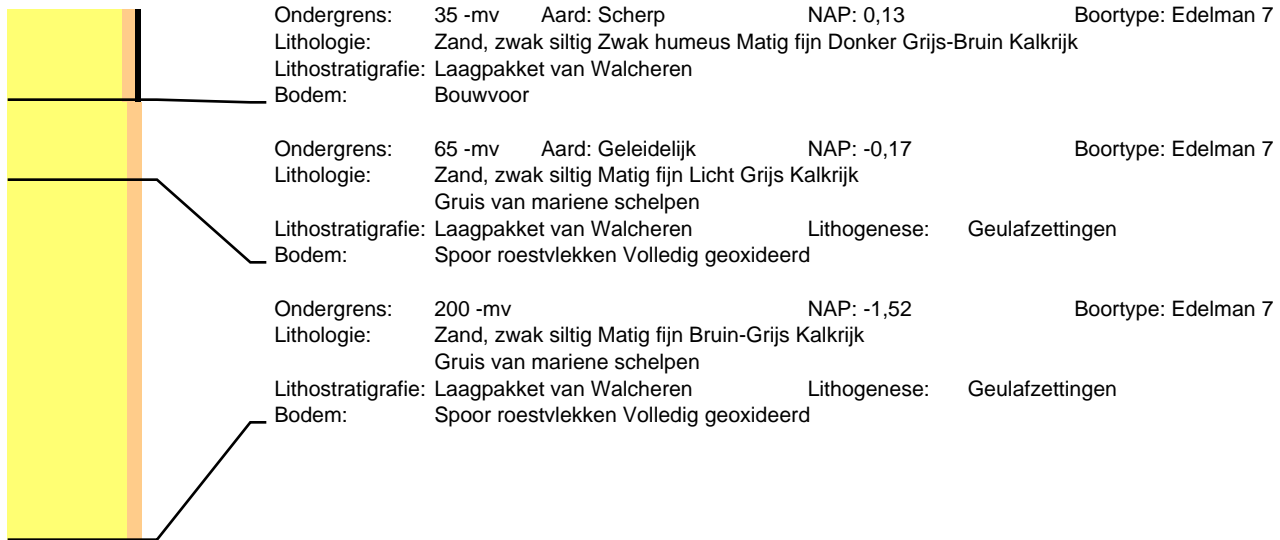 Ondergrens: 35 -mv Aard: Scherp NAP: 0,13 Boortype: Edelman 7
Lithologie: Zand, zwak siltig Zwak humeus Matig fijn Donker Grijs-Bruin Kalkrijk
Lithostratigrafie: Laagpakket van Walcheren
Bodem: Bouwvoor
Ondergrens: 65 -mv Aard: Geleidelijk NAP: -0,17 Boortype: Edelman 7
Lithologie: Zand, zwak siltig Matig fijn Licht Grijs Kalkrijk
Gruis van mariene schelpen
Lithostratigrafie: Laagpakket van Walcheren Lithogenese: Geulafzettingen
Bodem: Spoor roestvlekken Volledig geoxideerd
Ondergrens: 200 -mv NAP: -1,52 Boortype: Edelman 7
Lithologie: Zand, zwak siltig Matig fijn Bruin-Grijs Kalkrijk
Gruis van mariene schelpen
Lithostratigrafie: Laagpakket van Walcheren Lithogenese: Geulafzettingen
Bodem: Spoor roestvlekken Volledig geoxideerd